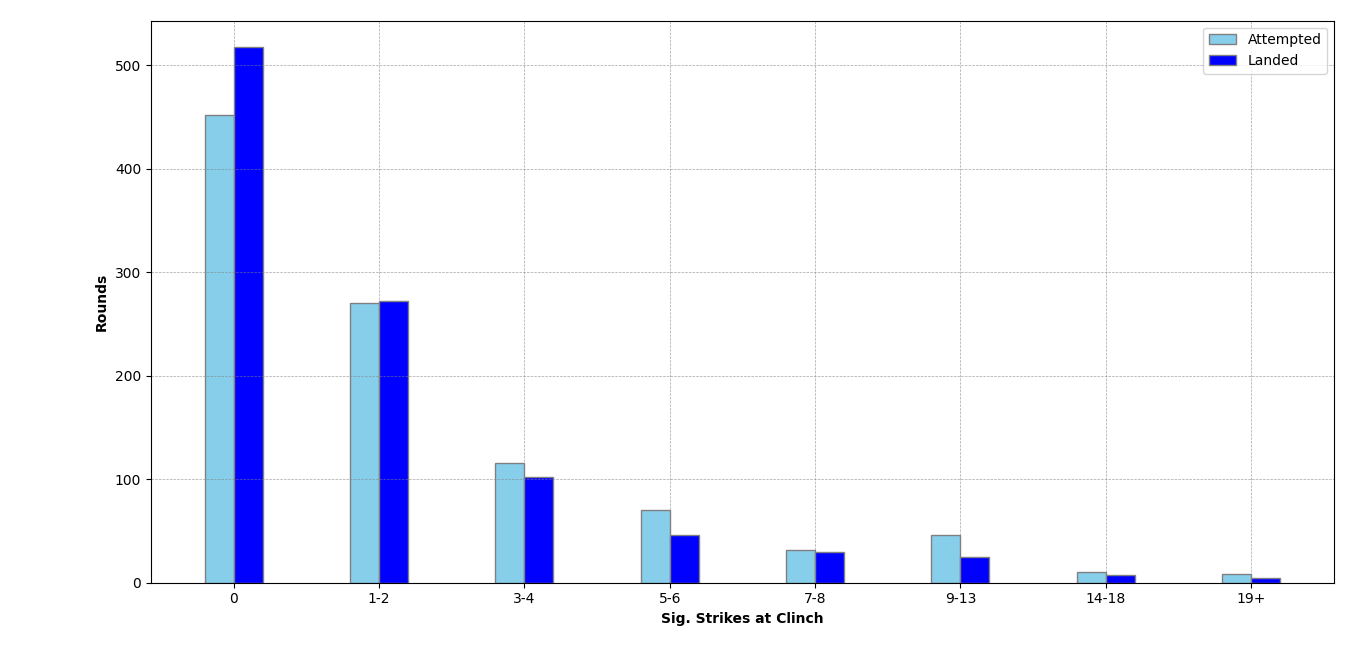 Attempted
Landed
500
400
300
200
100
0
Rounds
0 1-2 3-4 5-6 7-8 9-13 14-18 19+
Sig. Strikes at Clinch